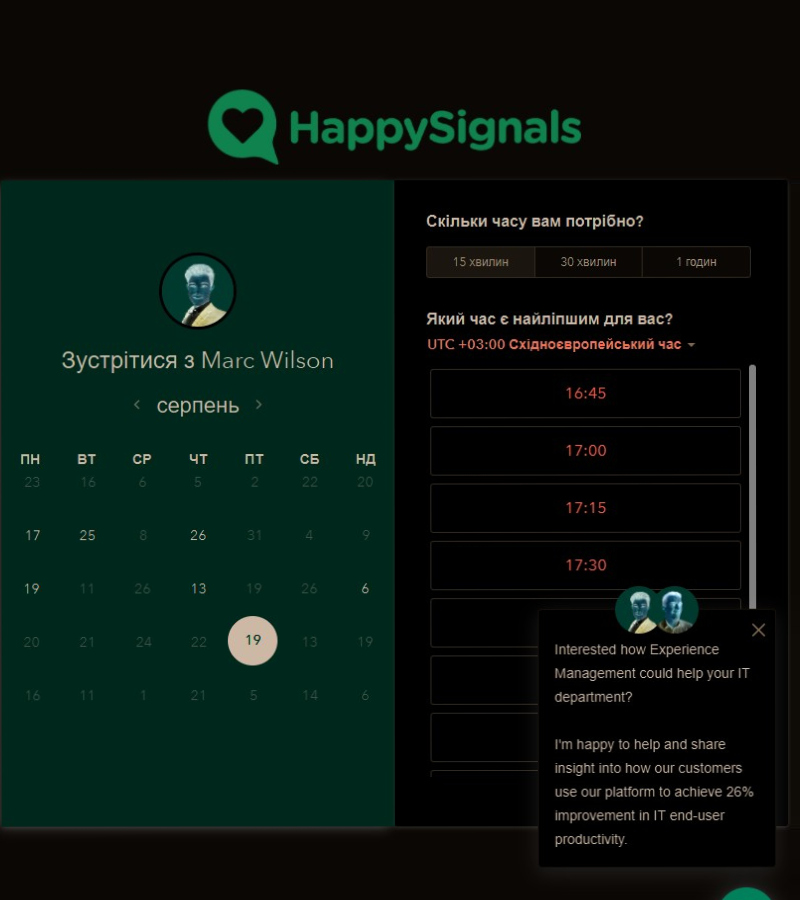 HappySignals
Зустрітися з Marc Wilson
серпень
ПН ВТ СР ЧТ ПТ СБ НД
23 16 6 5 2 22 20
17 25 8 26 31 4 9
19 11 26 13 19 26 6
20 21 24 22 19 13 19
16 11 1 21 5 14 6
Скільки часу вам потрібно?
15 хвилин 30 хвилин 1 годин
Який час є найліпшим для вас?
UTC +03:00 Східноєвропейський час
16:45
17:00
17:15
17:30
Interested how Experience
Management could help your IT
department?
I'm happy to help and share
insight into how our customers
use our platform to achieve 26%
improvement in IT end-user
productivity.